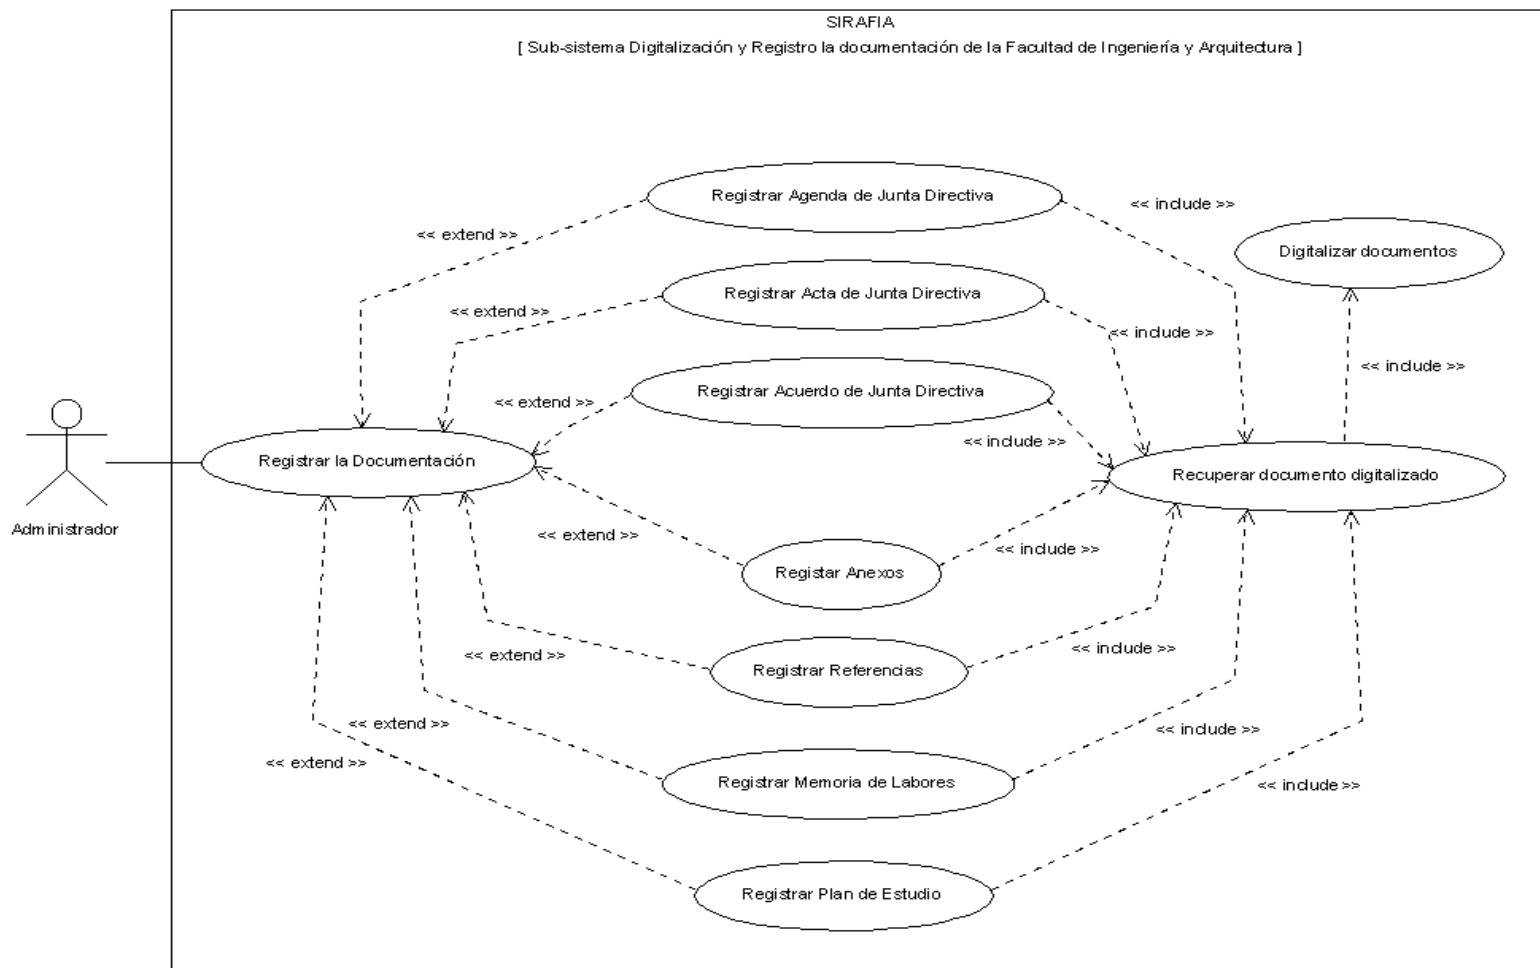 SIRAFIA
[ Sub-sistema Digitalización y Registro la documentación de la Facultad de Ingeniería y Arquitectura ]
Registrar Agenda de Junta Directiva
<< include >>
<< extend >>
Digitalizar documentos
Registrar Acta de Junta Directiva
<< extend >>
<< include >>
<< include >>
Registrar Acuerdo de Junta Directiva
<< extend >>
<< include >>
Registrar la Documentación
Recuperar documento digitalizado
Administrador
<< extend >>
<< include >>
Registar Anexos
<< extend >>
<< include >>
Registrar Referencias
<< extend >>
<< include >>
<< extend >>
Registrar Memoria de Labores
<< include >>
Registrar Plan de Estudio